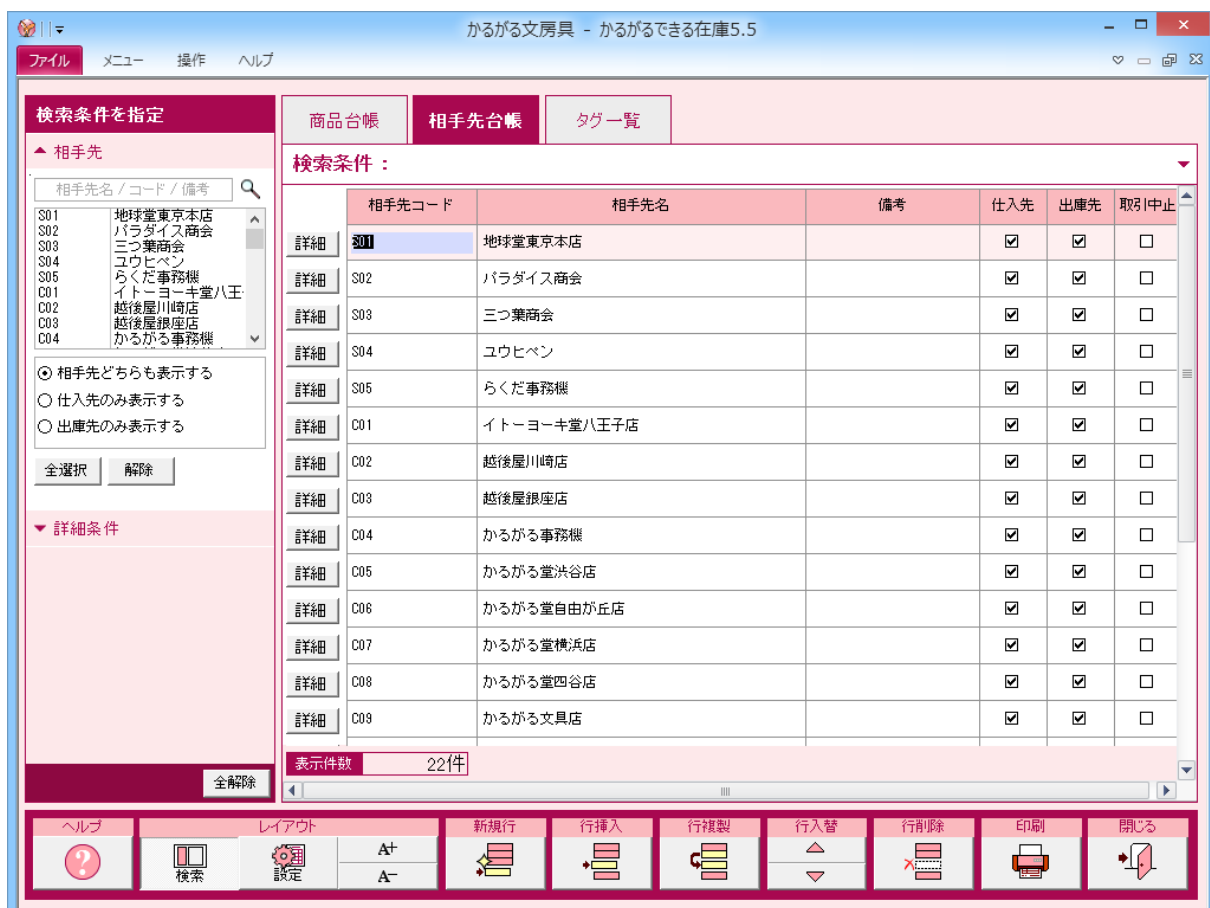 かるがる文房具 - かるがるできる在庫5.5
ファイル メニュー 操作 ヘルプ
検索条件を指定
▲ 相手先
相手先名 / コード / 備考
S01 地球堂東京本店
S02 パラダイス商会
S03 三つ葉商会
S04 ユウヒペン
S05 らくだ事務機
C01 イトーヨーキ堂八王
C02 越後屋川崎店
C03 越後屋銀座店
C04 かるがる事務機
相手先どちらも表示する
仕入先のみ表示する
出庫先のみ表示する
全選択 解除
▼ 詳細条件
全解除
商品台帳 相手先台帳 タグ一覧
検索条件：
相手先コード 相手先名 備考 仕入先 出庫先 取引中止
詳細 S01 地球堂東京本店
詳細 S02 パラダイス商会
詳細 S03 三つ葉商会
詳細 S04 ユウヒペン
詳細 S05 らくだ事務機
詳細 C01 イトーヨーキ堂八王子店
詳細 C02 越後屋川崎店
詳細 C03 越後屋銀座店
詳細 C04 かるがる事務機
詳細 C05 かるがる堂渋谷店
詳細 C06 かるがる堂自由が丘店
詳細 C07 かるがる堂横浜店
詳細 C08 かるがる堂四谷店
詳細 C09 かるがる文具店
表示件数 22件
ヘルプ レイアウト 新規行 行挿入 行複製 行入替 行削除 印刷 閉じる
? 検索 設定 A+
A-